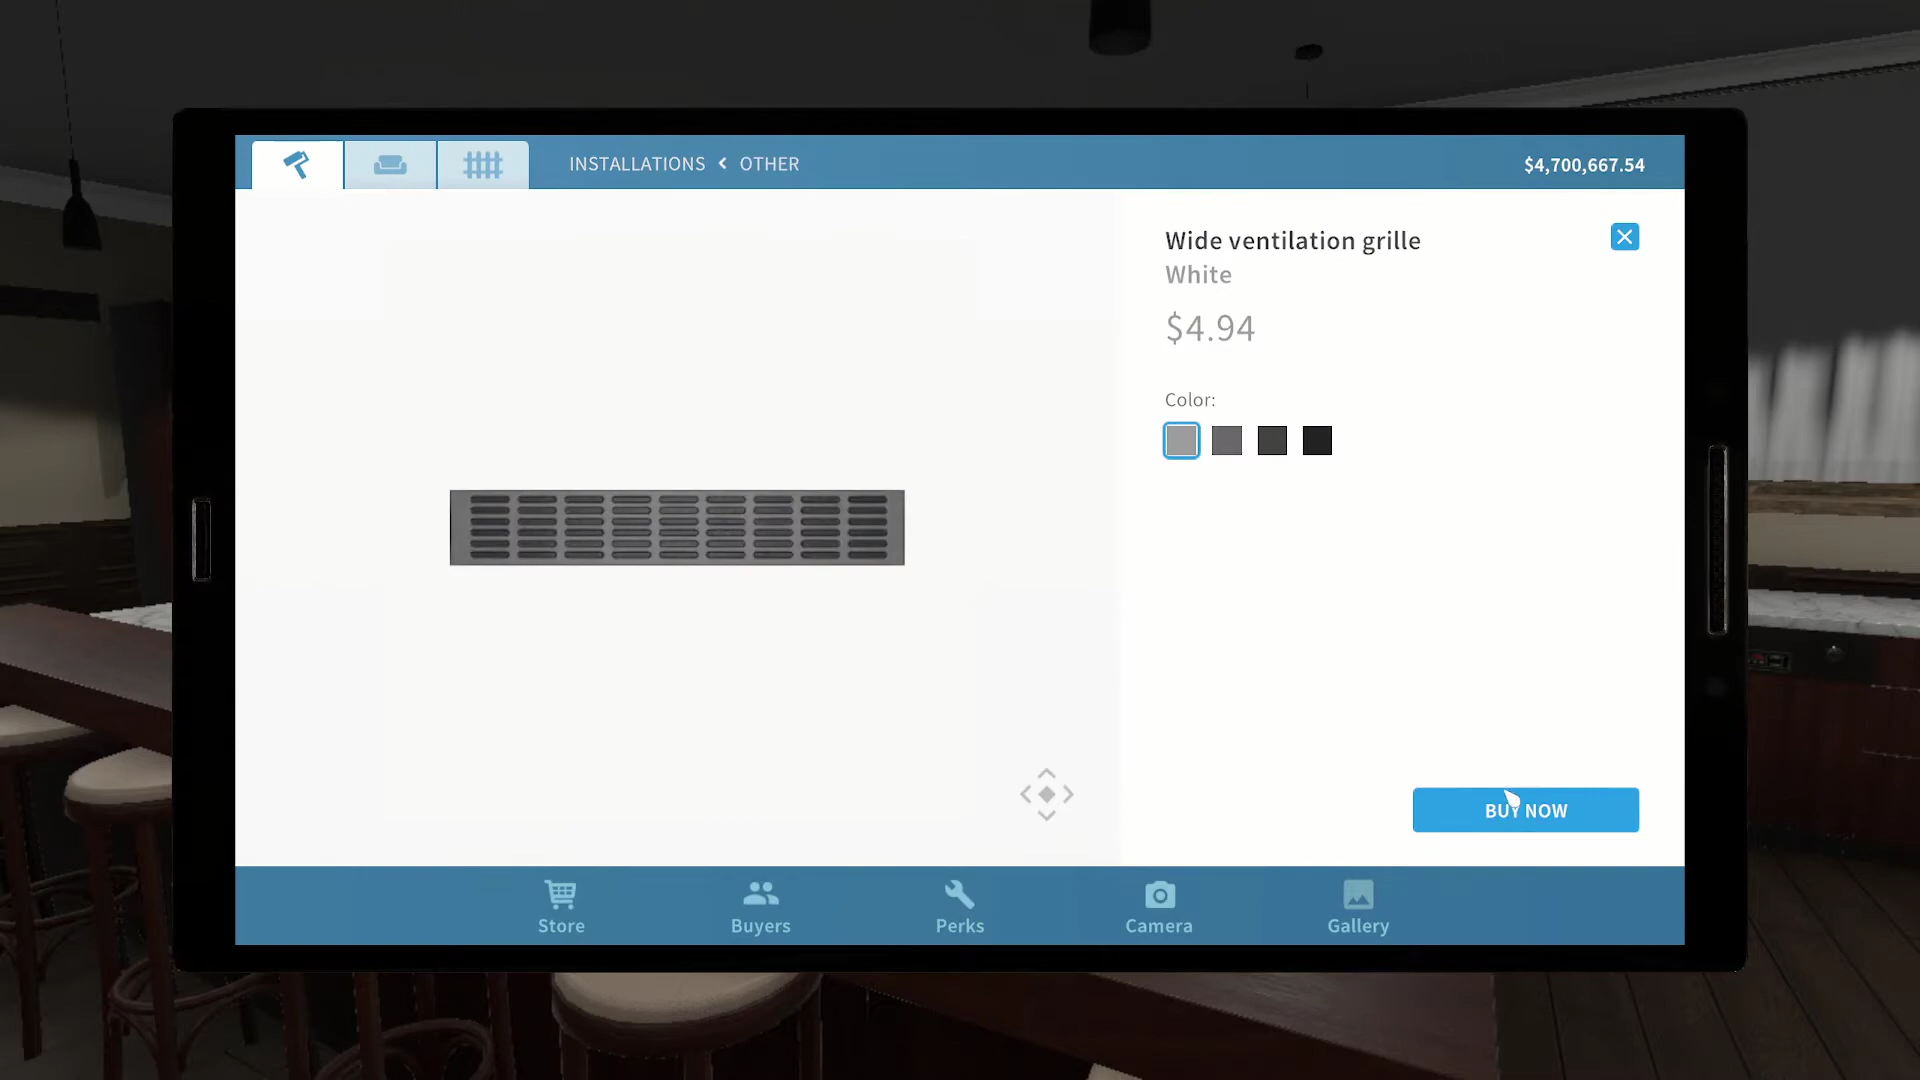 INSTALLATIONS < OTHER
$4,700,667.54
Wide ventilation grille
White
$4.94
Color:
BUY NOW
Store
Buyers
Perks
Camera
Gallery